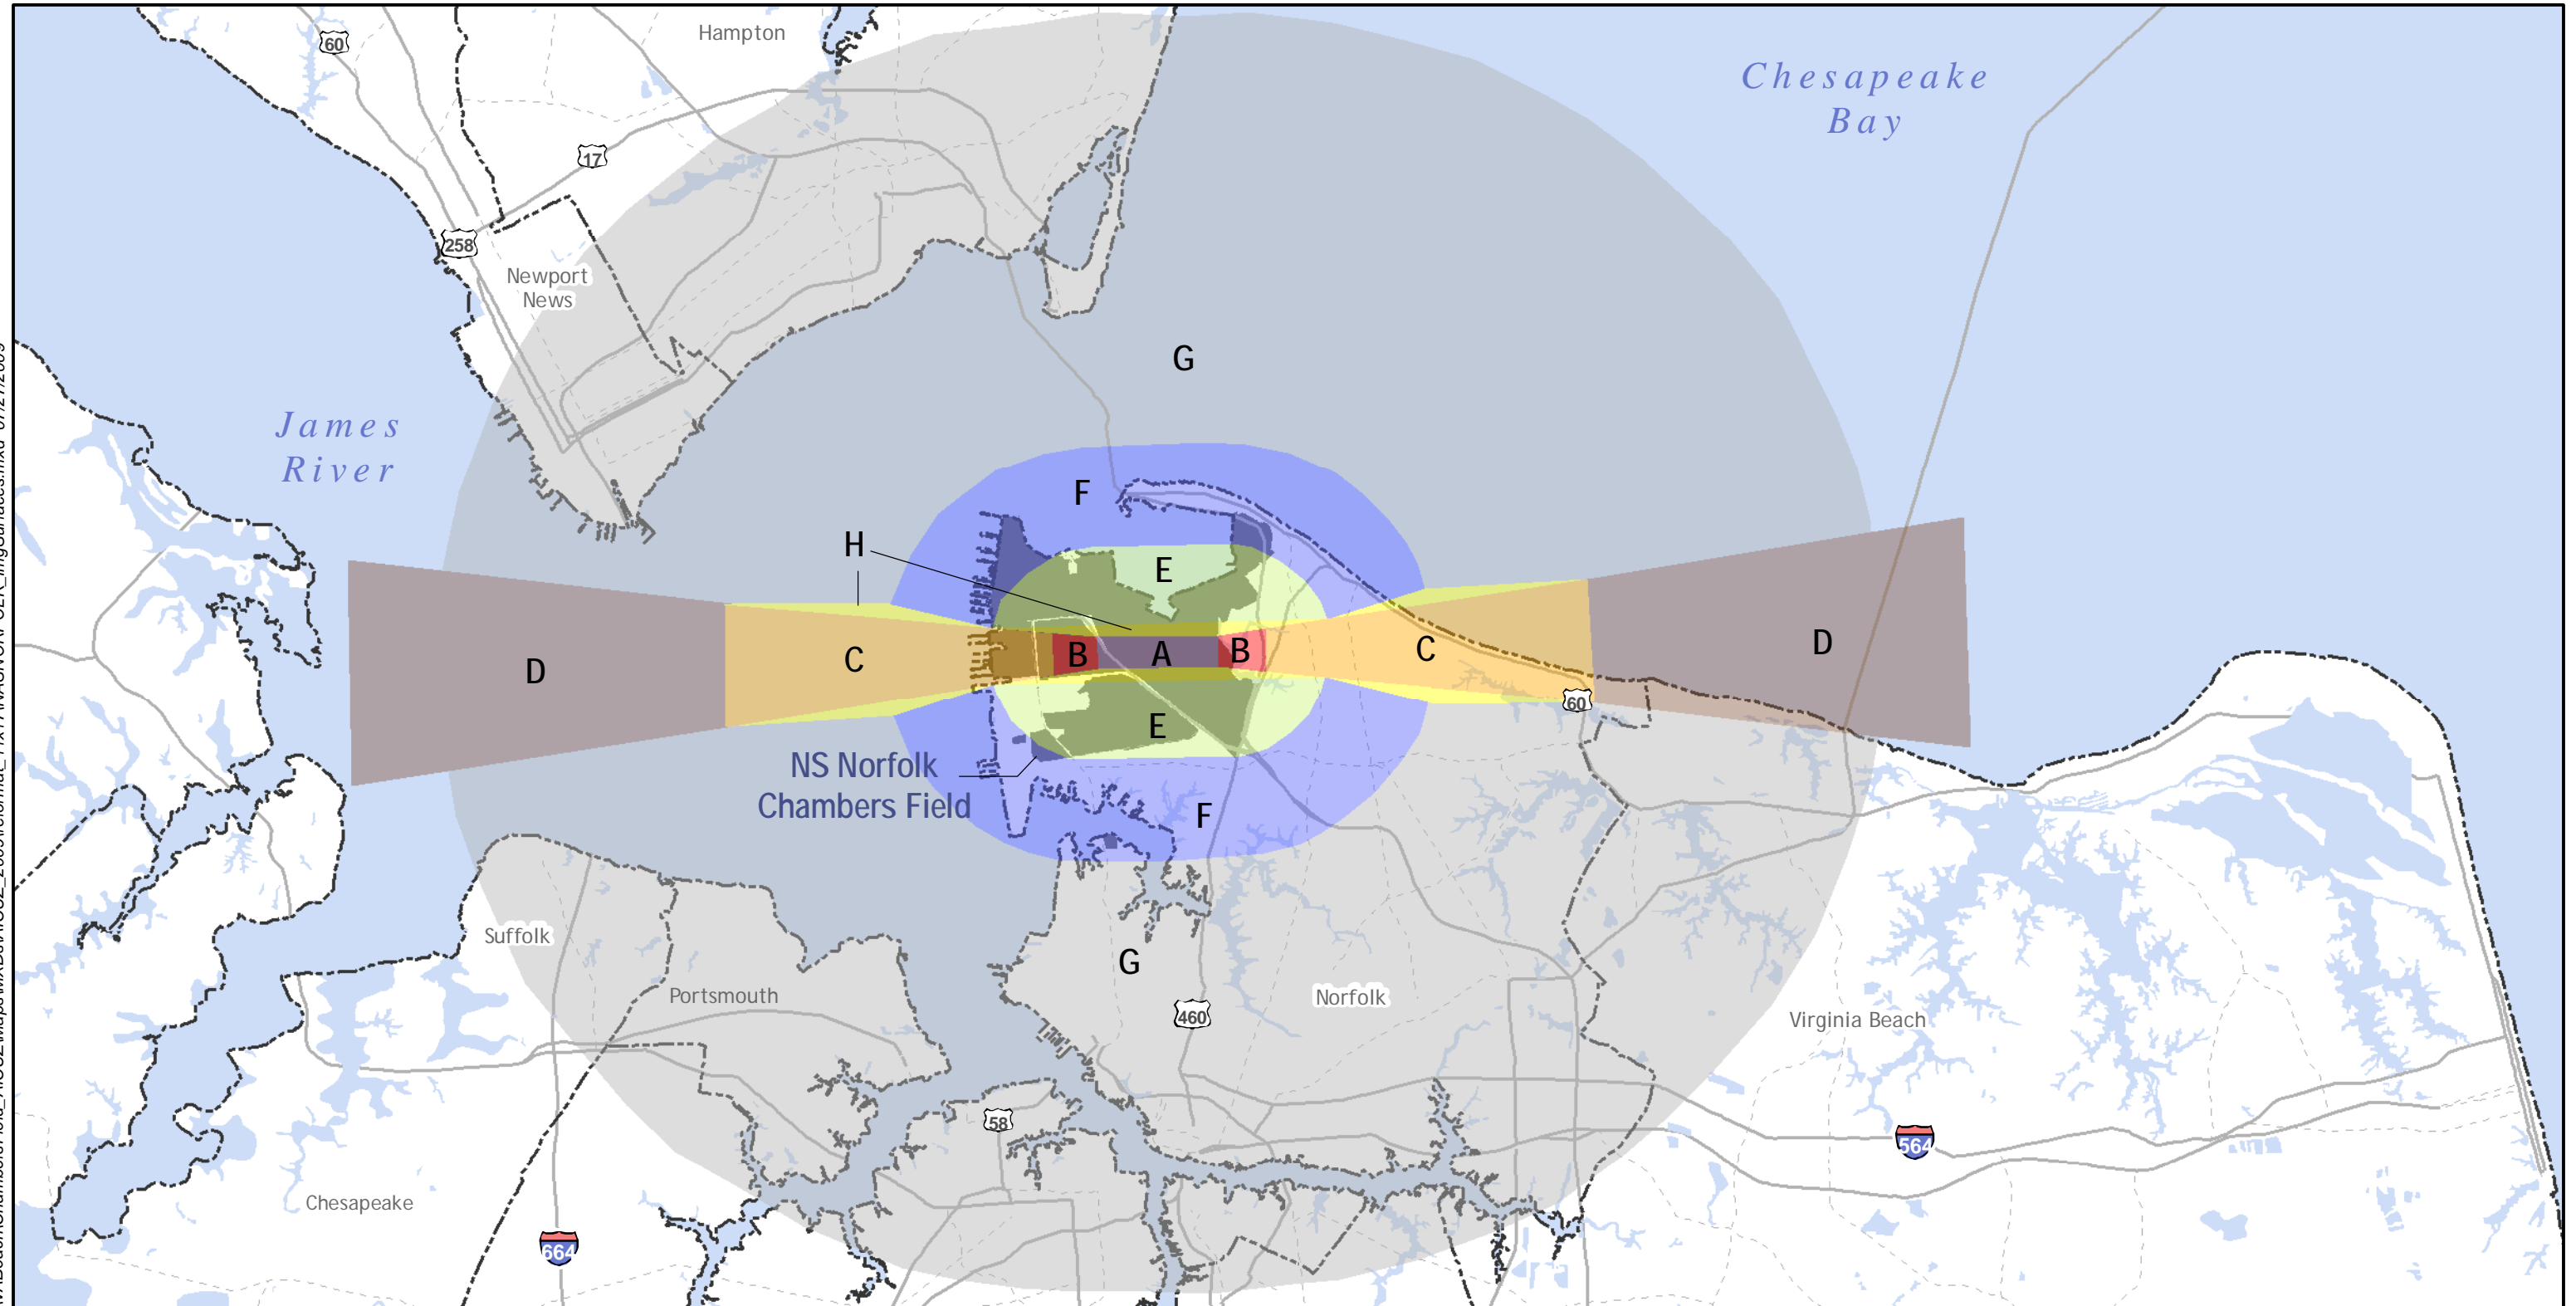 Hampton
60
Chesapeake
Bay
17
258
Newport
News
G
James
River
F
H
E
B
A
B
C
C
D
D
60
E
NS Norfolk
Chambers Field
F
Suffolk
G
Portsmouth
Norfolk
460
Virginia Beach
58
564
Chesapeake
664